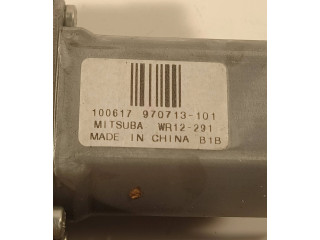 100617 970713-101
MITSUBA WR12-291
MADE IN CHINA B1B